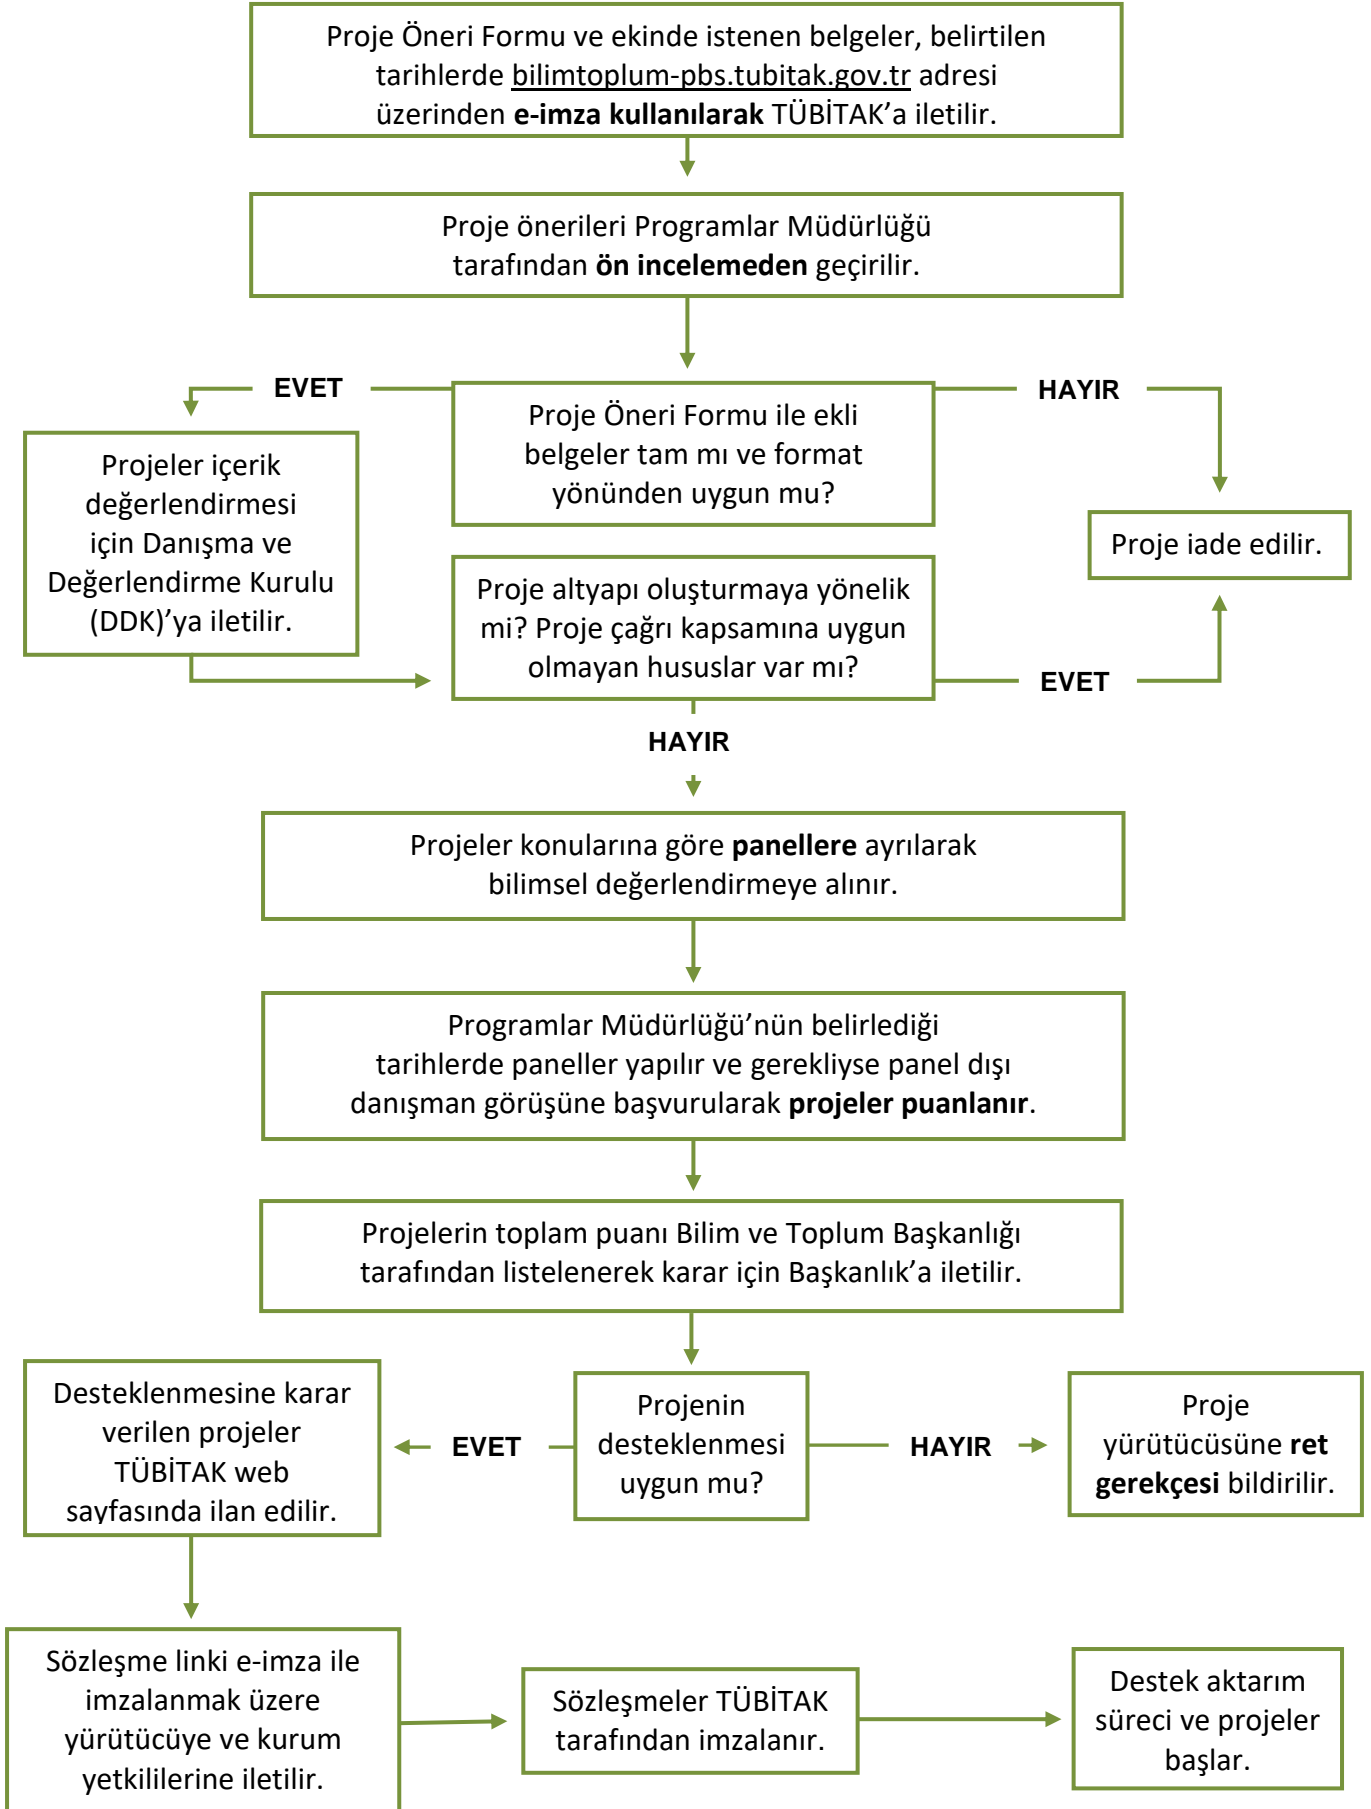 Proje Öneri Formu ve ekinde istenen belgeler, belirtilen
tarihlerde bilimtoplum-pbs.tubitak.gov.tr adresi
üzerinden e-imza kullanılarak TÜBİTAK’a iletilir.
Proje önerileri Programlar Müdürlüğü
tarafından ön incelemeden geçirilir.
EVET
HAYIR
Proje Öneri Formu ile ekli
belgeler tam mı ve format
yönünden uygun mu?
Projeler içerik
değerlendirmesi
için Danışma ve
Değerlendirme Kurulu
(DDK)’ya iletilir.
Proje iade edilir.
Proje altyapı oluşturmaya yönelik
mi? Proje çağrı kapsamına uygun
olmayan hususlar var mı?
EVET
HAYIR
Projeler konularına göre panellere ayrılarak
bilimsel değerlendirmeye alınır.
Programlar Müdürlüğü’nün belirlediği
tarihlerde paneller yapılır ve gerekliyse panel dışı
danışman görüşüne başvurularak projeler puanlanır.
Projelerin toplam puanı Bilim ve Toplum Başkanlığı
tarafından listelenerek karar için Başkanlık’a iletilir.
Desteklenmesine karar
verilen projeler
TÜBİTAK web
sayfasında ilan edilir.
EVET
Projenin
desteklenmesi
uygun mu?
HAYIR
Proje
yürütücüsüne ret
gerekçesi bildirilir.
Sözleşme linki e-imza ile
imzalanmak üzere
yürütücüye ve kurum
yetkililerine iletilir.
Sözleşmeler TÜBİTAK
tarafından imzalanır.
Destek aktarım
süreci ve projeler
başlar.